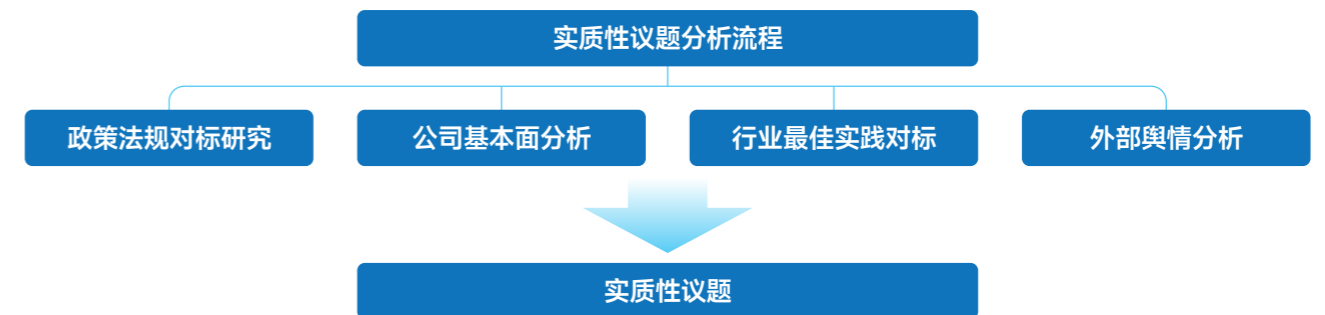 实质性议题分析流程
政策法规对标研究
公司基本面分析
行业最佳实践对标
外部舆情分析
实质性议题